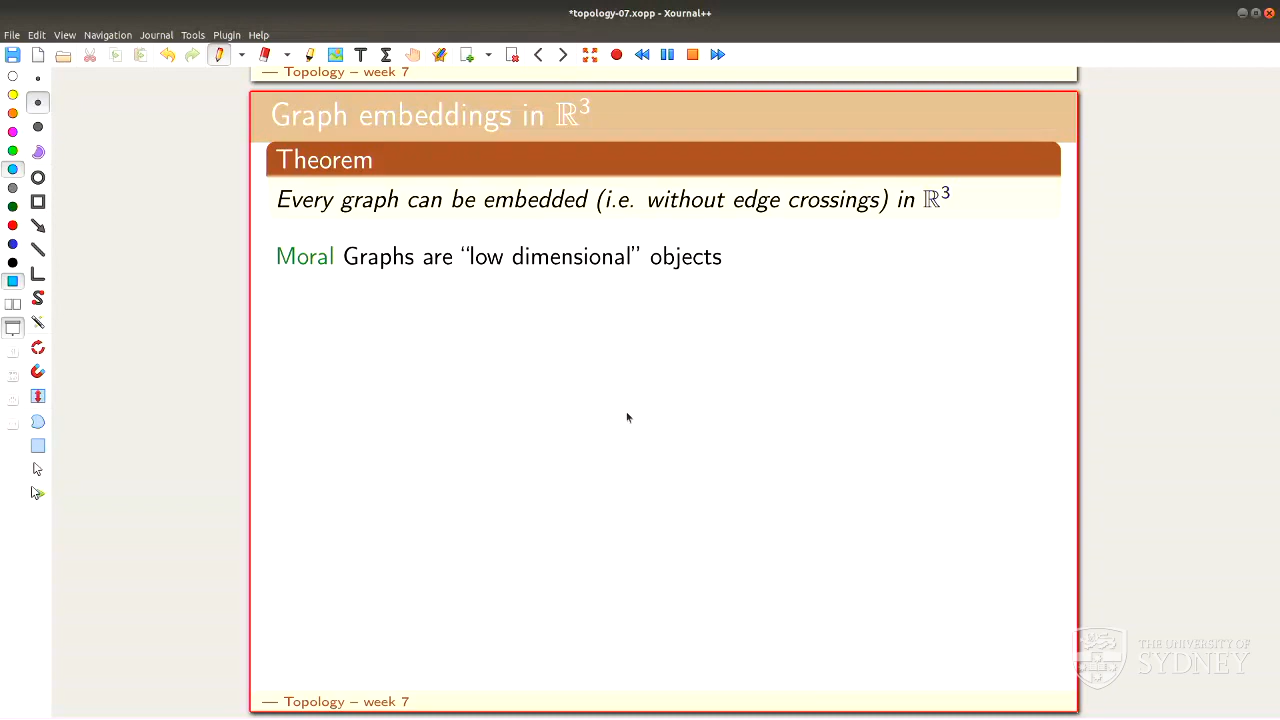 *topology-07.xopp - Xournal++
File Edit View Navigation Journal Tools Plugin Help
— Topology – week 7
Graph embeddings in ℝ³
Theorem
Every graph can be embedded (i.e. without edge crossings) in ℝ³
Moral Graphs are “low dimensional” objects
THE UNIVERSITY OF
SYDNEY
— Topology – week 7